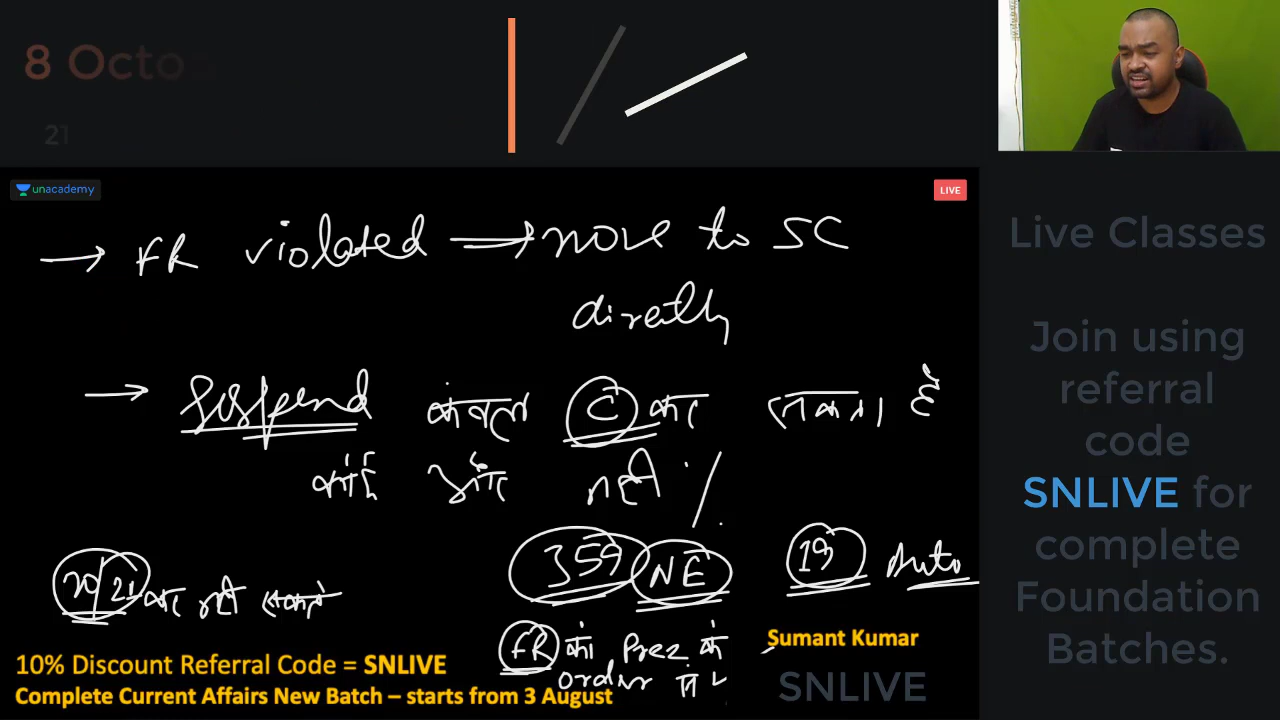 8 Octo
21
unacademy
LIVE
→ FR violated → move to SC
directly
→ Suspend केवल C कर सकता है
कोई और नहीं
359 NE 19 Auto
20/21 का नहीं
FR को Prez के
order
Sumant Kumar
SNLIVE
10% Discount Referral Code = SNLIVE
Complete Current Affairs New Batch – starts from 3 August
Live Classes
Join using
referral
code
SNLIVE for
complete
Foundation
Batches.